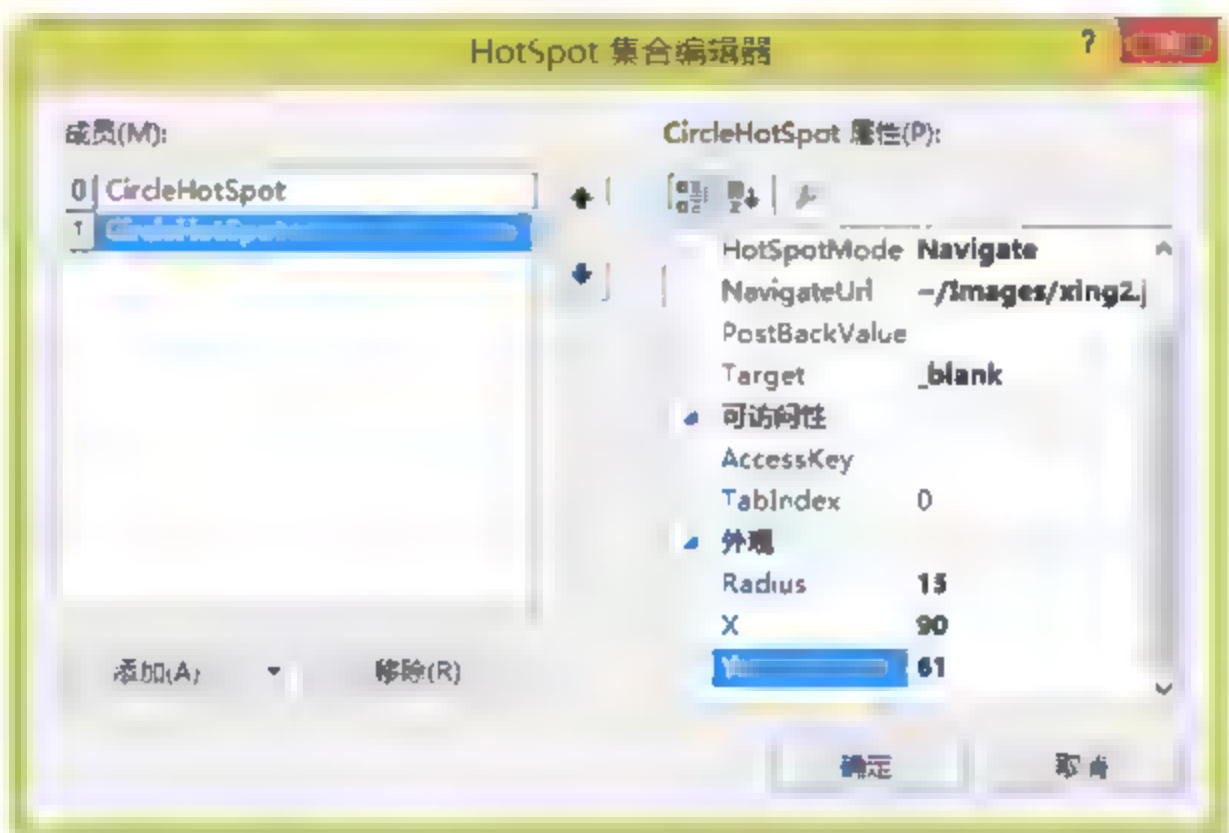 HotSpot 集合编辑器
?
成员(M):
0 CircleHotSpot
1 CircleHotSpot
CircleHotSpot 属性(P):
HotSpotMode Navigate
NavigateUrl ~/Images/xing2.j
PostBackValue
Target _blank
可访问性
AccessKey
TabIndex 0
外观
Radius 15
X 90
Y 61
添加(A) 移除(R)
确定 取消